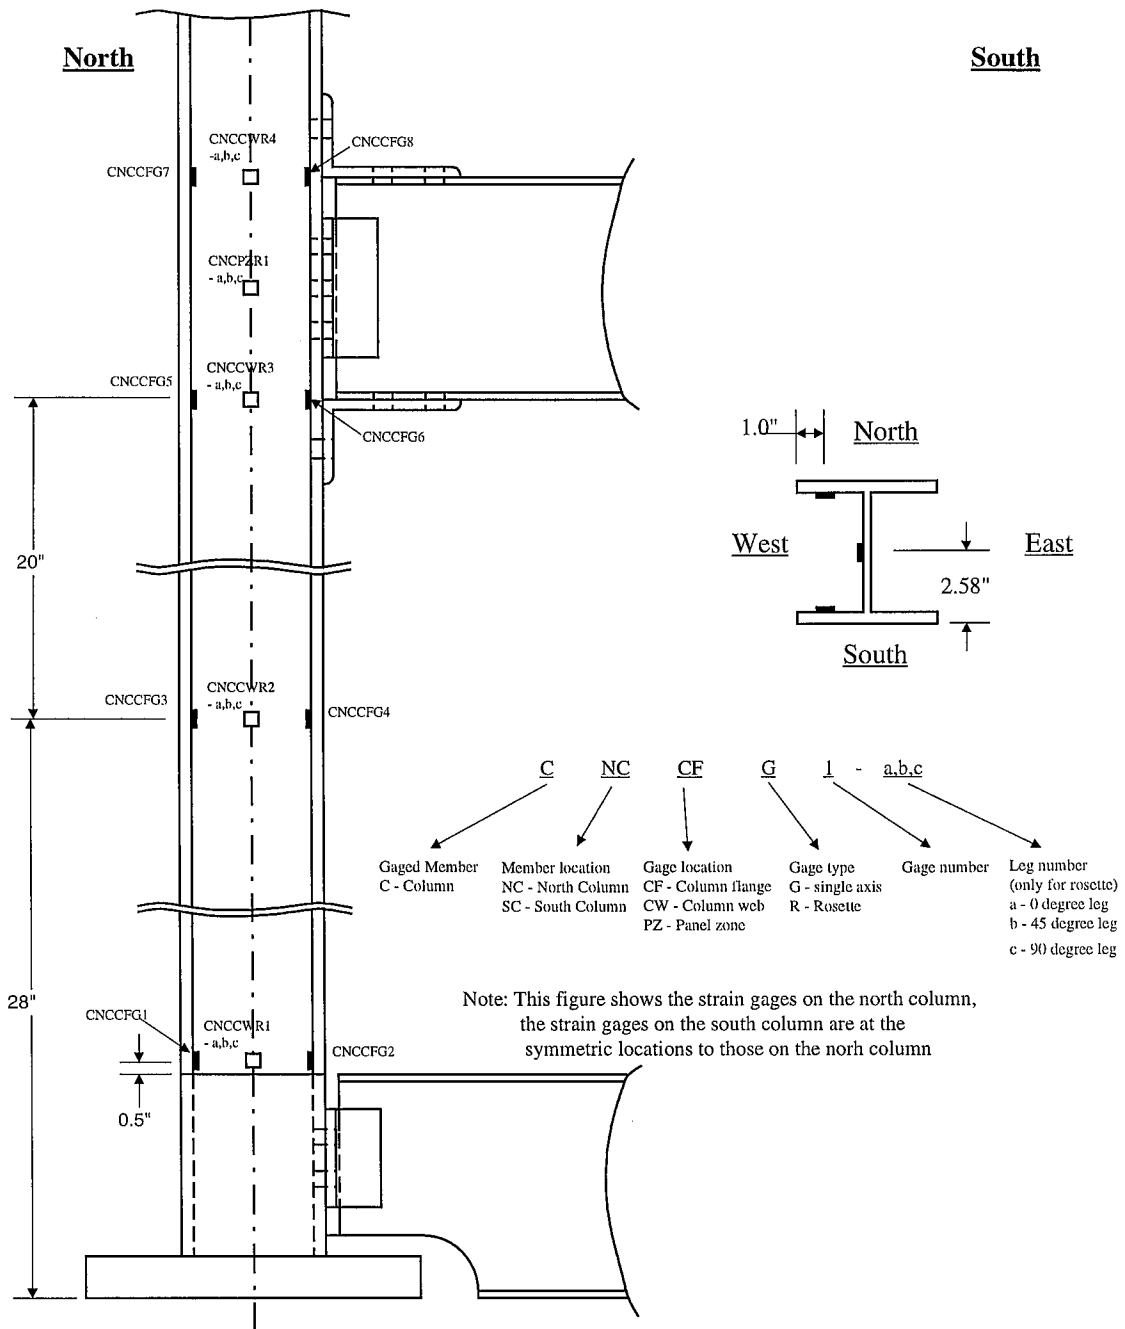 North
South
CNCCWR4
-a,b,c
CNCCFG8
CNCCFG7
CNCPZR1
- a,b,c
CNCCWR3
- a,b,c
CNCCFG5
CNCCFG6
1.0"
North
West
East
20"
2.58"
South
CNCCWR2
- a,b,c
CNCCFG3
CNCCFG4
C NC CF G 1 - a,b,c
Gaged Member
C - Column
Member location
NC - North Column
SC - South Column
Gage location
CF - Column flange
CW - Column web
PZ - Panel zone
Gage type
G - single axis
R - Rosette
Gage number
Leg number
(only for rosette)
a - 0 degree leg
b - 45 degree leg
c - 90 degree leg
28"
Note: This figure shows the strain gages on the north column,
the strain gages on the south column are at the
symmetric locations to those on the norh column
CNCCFG1
CNCCWR1
- a,b,c
CNCCFG2
0.5"